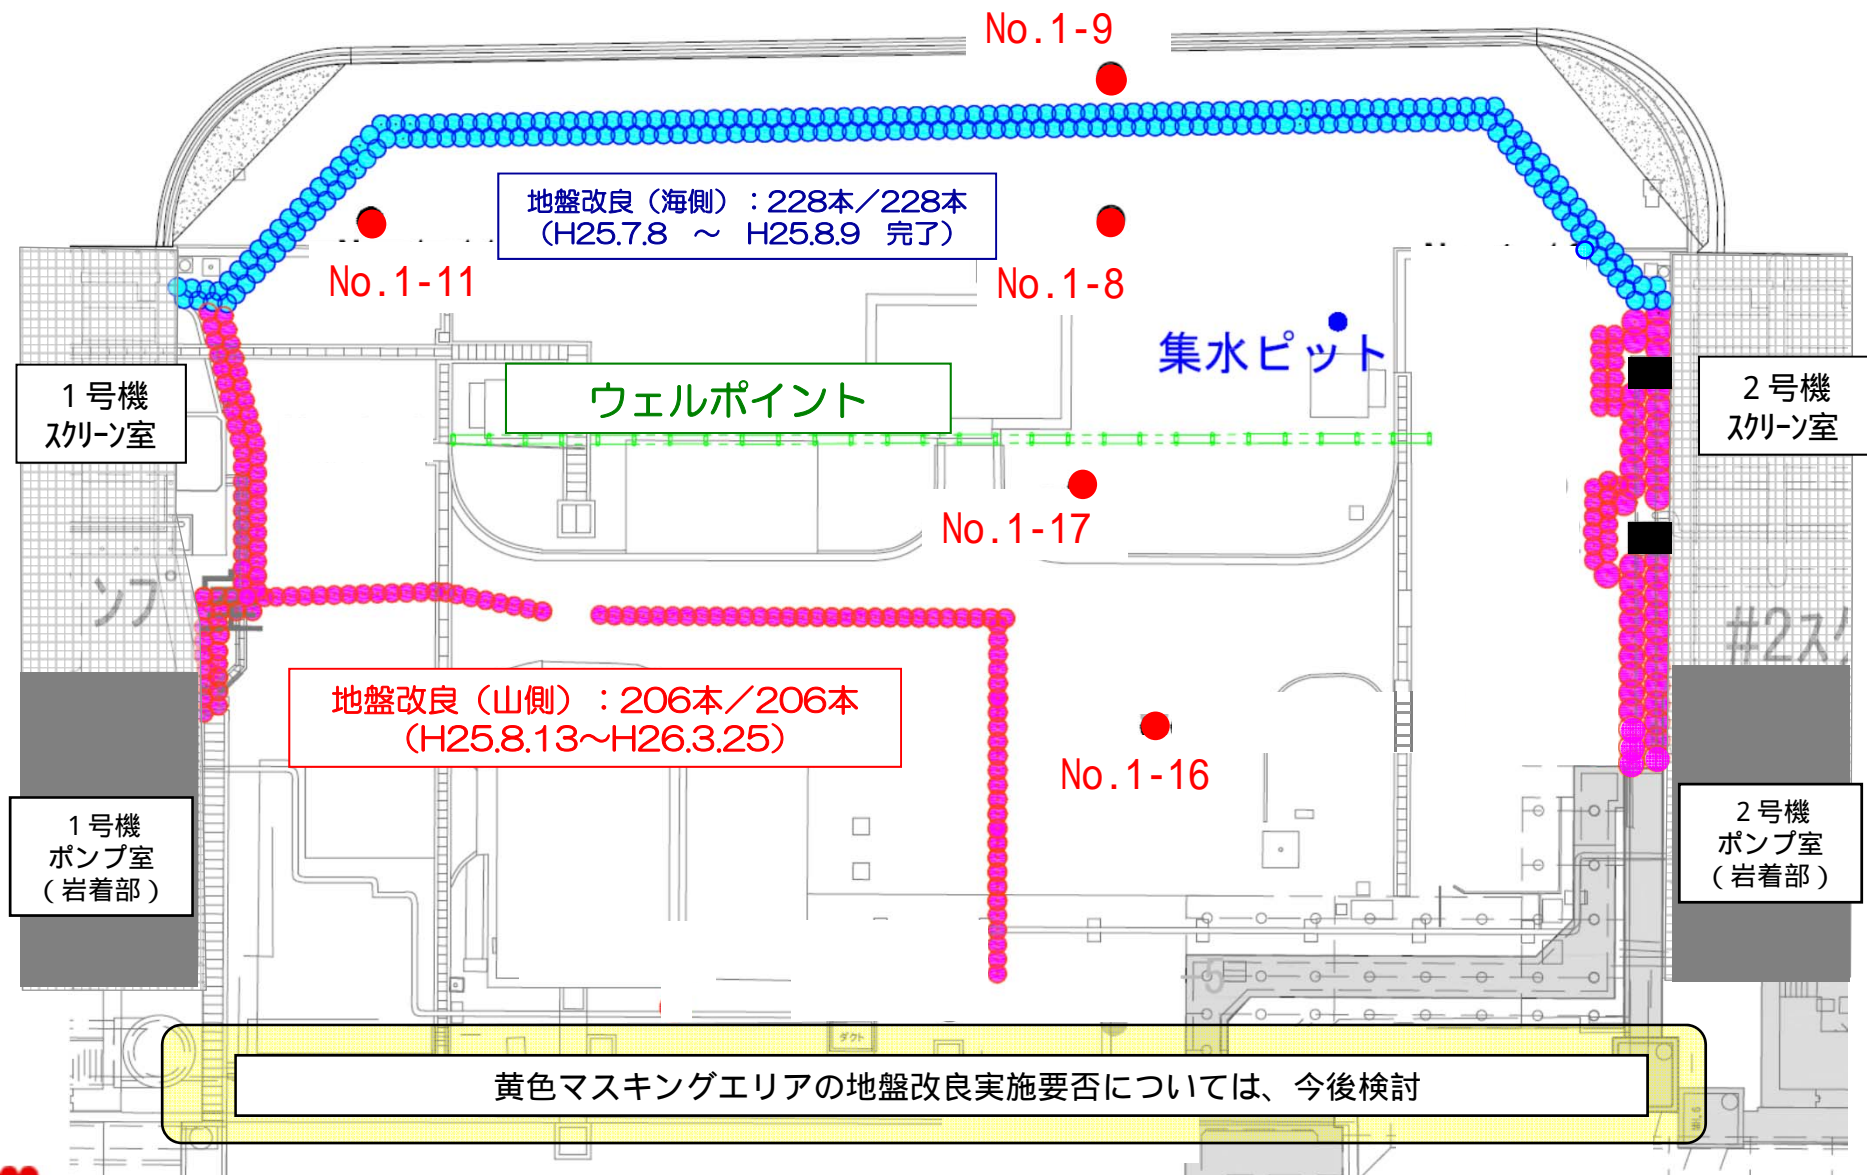 No.1-9
地盤改良（海側）：228本／228本
（H25.7.8　～　H25.8.9　完了）
No.1-11
No.1-8
集水ピット
1号機
スクリーン室
ウェルポイント
2号機
スクリーン室
No.1-17
ンプ
#2ス
地盤改良（山側）：206本／206本
（H25.8.13～H26.3.25）
No.1-16
1号機
ポンプ室
（岩着部）
2号機
ポンプ室
（岩着部）
ダクト
黄色マスキングエリアの地盤改良実施要否については、今後検討